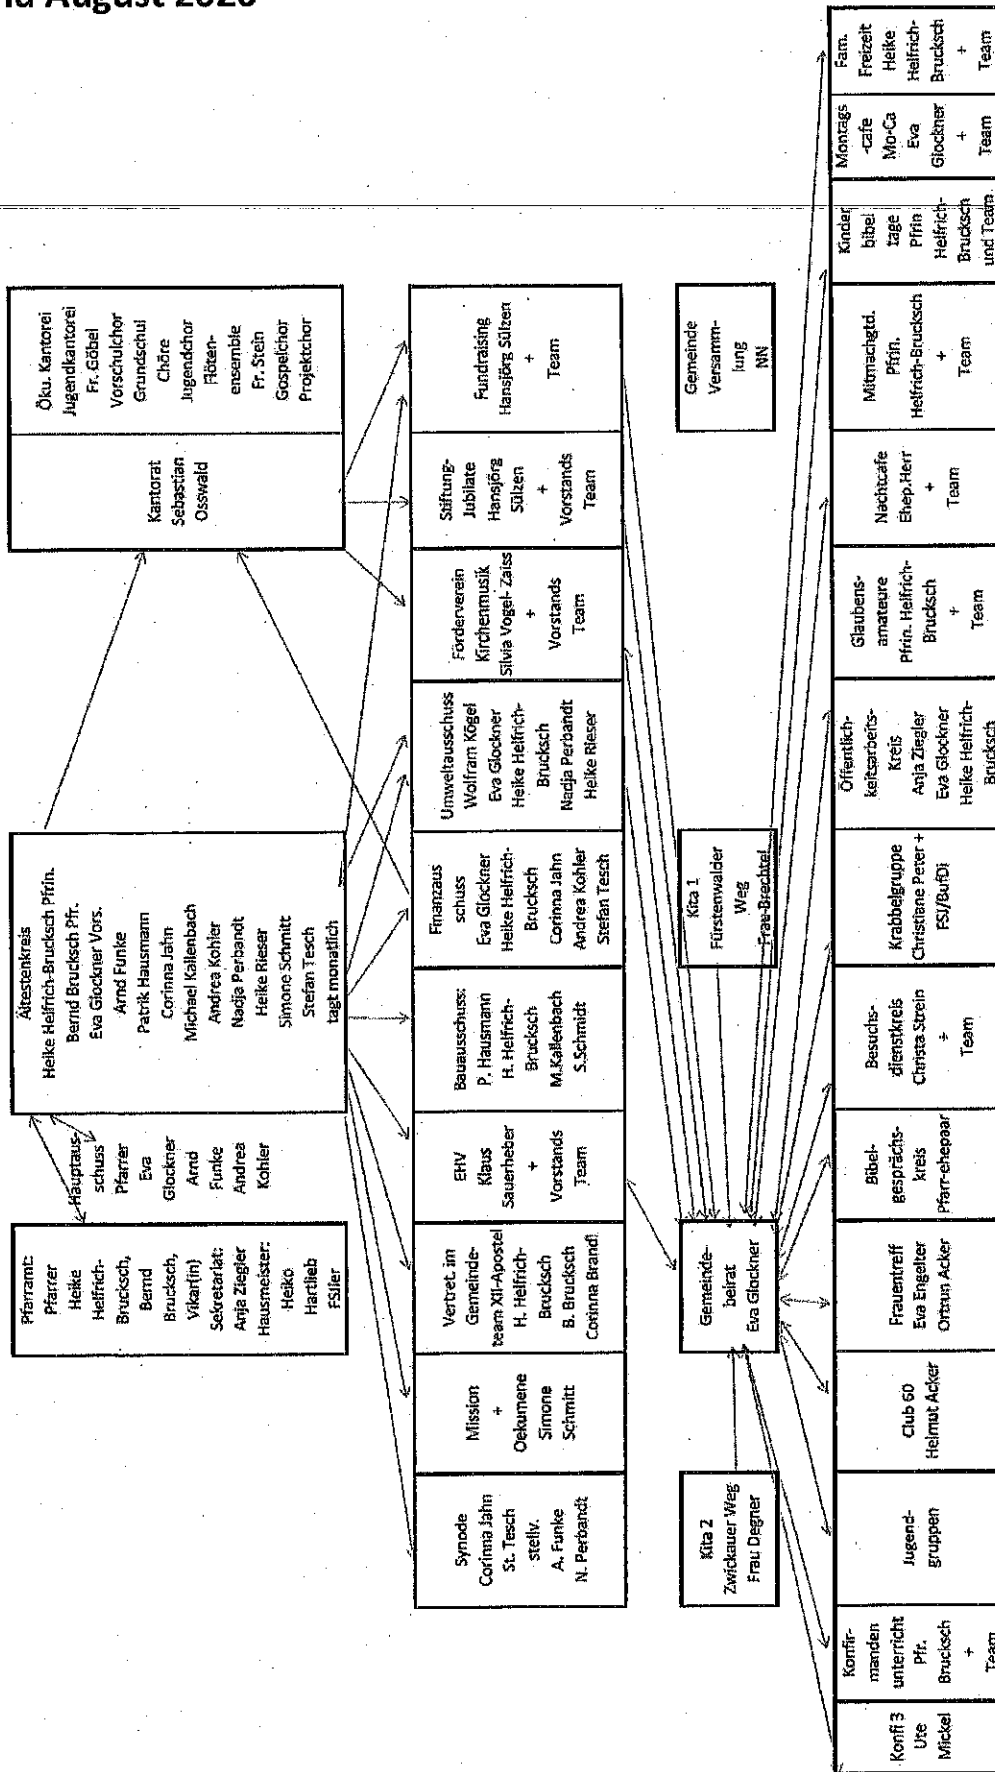 August 2020
Pfarramt:
Pfarrer
Heike
Helfrich-
Brucksch,
Bernd
Brucksch,
Vikar(in)
Sekretariat:
Anja Ziegler
Hausmeister:
Heiko
Hartlieb
FSJler
Hauptaus-
schuss
Pfarrer
Eva
Glockner
Arnd
Funke
Andrea
Kohler
Ältestenkreis
Heike Helfrich-Brucksch Pfrin.
Bernd Brucksch Pfr.
Eva Glockner Vors.
Arnd Funke
Patrik Hausmann
Corinna Jahn
Michael Kallenbach
Andrea Kohler
Nadja Perbandt
Heike Rieser
Simone Schmitt
Stefan Tesch
tagt monatlich
Kantorat
Sebastian
Osswald
Öku. Kantorei
Jugendkantorei
Fr. Göbel
Vorschulchor
Grundschul
Chöre
Jugendchor
Flöten-
ensemble
Fr. Stein
Gospelchor
Projektchor
Synode
Corinna Jahn
St. Tesch
stellv.
A. Funke
N. Perbandt
Mission
+
Oekumene
Simone
Schmitt
Vertret. im
Gemeinde-
team XII-Apostel
H. Helfrich-
Brucksch
B. Brucksch
Corinna Brandl
EHV
Klaus
Sauerheber
+
Vorstands
Team
Bauausschuss:
P. Hausmann
H. Helfrich-
Brucksch
M.Kallenbach
S.Schmidt
Finanzaus
schuss
Eva Glockner
Heike Helfrich-
Brucksch
Corinna Jahn
Andrea Kohler
Stefan Tesch
Umweltausschuss
Wolfram Kögel
Eva Glockner
Heike Helfrich-
Brucksch
Nadja Perbandt
Heike Rieser
Förderverein
Kirchenmusik
Silvia Vogel- Zaiss
+
Vorstands
Team
Stiftung-
Jubilate
Hansjörg
Sülzen
+
Vorstands
Team
Fundraising
Hansjörg Sülzen
+
Team
Kita 2
Zwickauer Weg
Frau Degner
Gemeinde-
beirat
Eva Glockner
Kita 1
Fürstenwalder
Weg
Frau Brechtel
Gemeinde
Versamm-
lung
NN
Konfi 3
Ute
Mickel
Konfir-
manden
unterricht
Pfr.
Brucksch
+
Team
Jugend-
gruppen
Club 60
Helmut Acker
Frauentreff
Eva Engelter
Ortrun Acker
Bibel-
gesprächs-
kreis
Pfarr-ehepaar
Besuchs-
dienstkreis
Christa Strein
+
Team
Krabbelgruppe
Christiane Peser +
FSJ/BufDi
Öffentlich-
keitsarbeits-
Kreis
Anja Ziegler
Eva Glockner
Heike Helfrich-
Brucksch
Glaubens-
amateure
Pfrin. Helfrich-
Brucksch
+
Team
Nachtcafe
Ehep.Herr
+
Team
Mitmachgtd.
Pfrin.
Helfrich-Brucksch
+
Team
Kinder
bibel
tage
Pfrin
Helfrich-
Brucksch
und Team
Montags
-cafe
Mo-Ca
Eva
Glockner
+
Team
Fam.
Freizeit
Heike
Helfrich-
Brucksch
+
Team